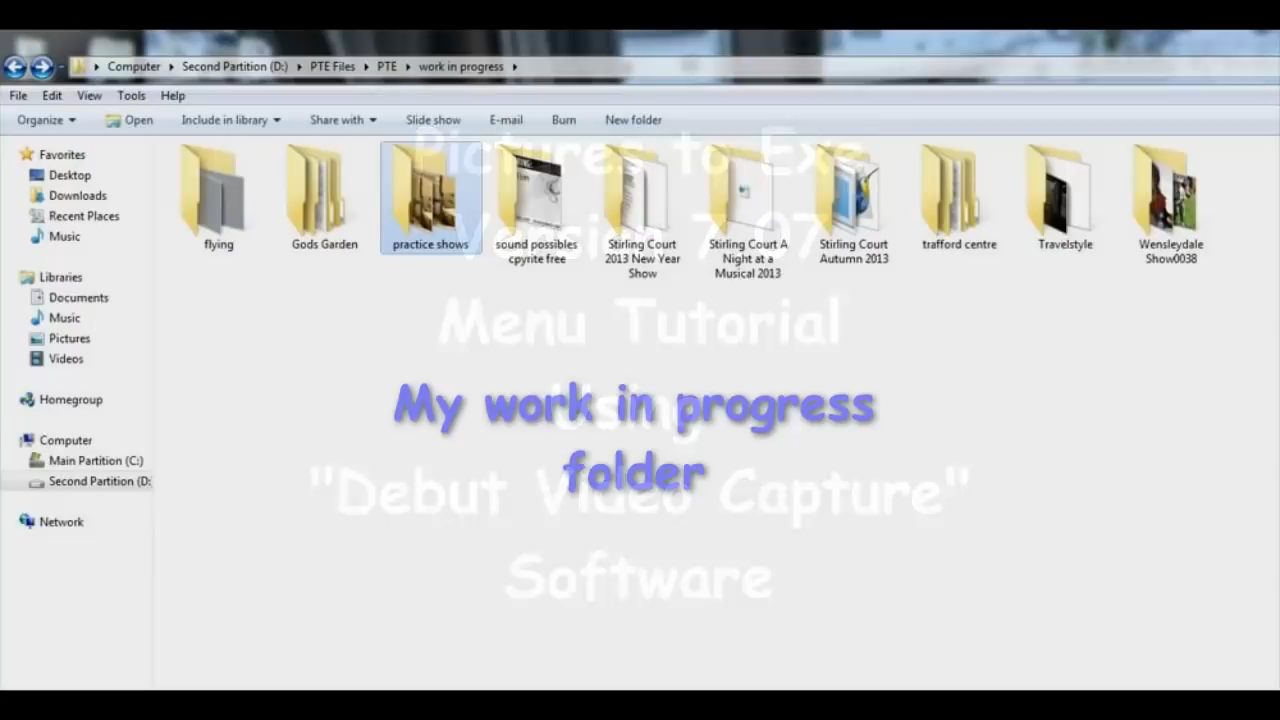 Computer Second Partition (D:) PTE Files PTE work in progress
File Edit View Tools Help
Organize Open Include in library Share with Slide show E-mail Burn New folder
Favorites
Desktop
Downloads
Recent Places
Music
Libraries
Documents
Music
Pictures
Videos
Homegroup
Computer
Main Partition (C:)
Second Partition (D:
Network
flying
Gods Garden
practice shows
sound possibles
cpyrite free
Stirling Court
2013 New Year
Show
Stirling Court A
Night at a
Musical 2013
Stirling Court
Autumn 2013
trafford centre
Travelstyle
Wensleydale
Show0038
Pictures to Exe
Version 7.07
Menu Tutorial
Using
"Debut Video Capture"
Software
My work in progress
folder